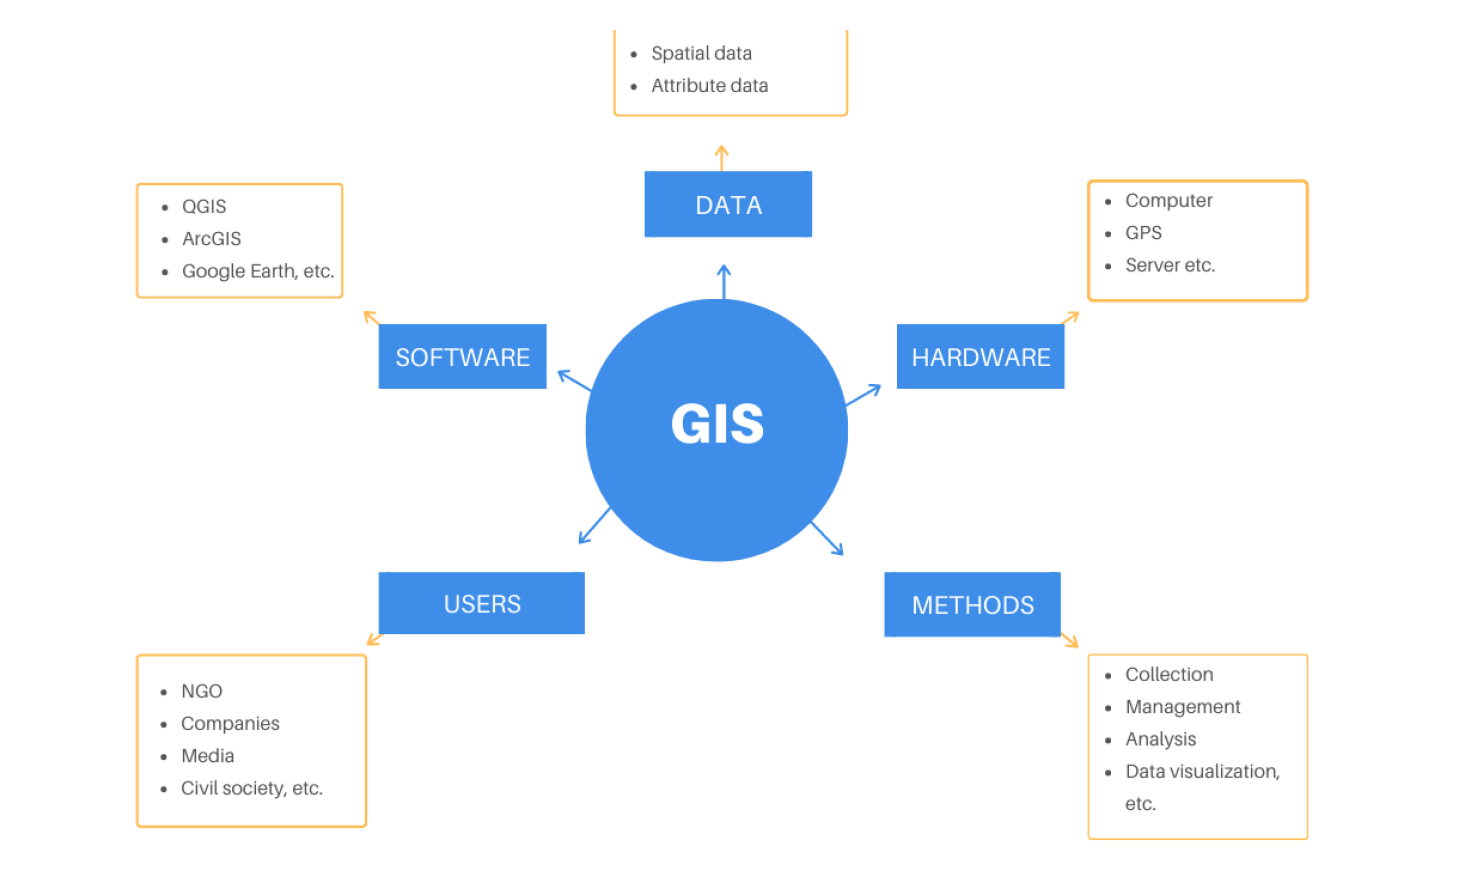 • Spatial data
• Attribute data
DATA
• QGIS
• ArcGIS
• Google Earth, etc.
SOFTWARE
• Computer
• GPS
• Server etc.
HARDWARE
GIS
USERS
• NGO
• Companies
• Media
• Civil society, etc.
METHODS
• Collection
• Management
• Analysis
• Data visualization,
etc.